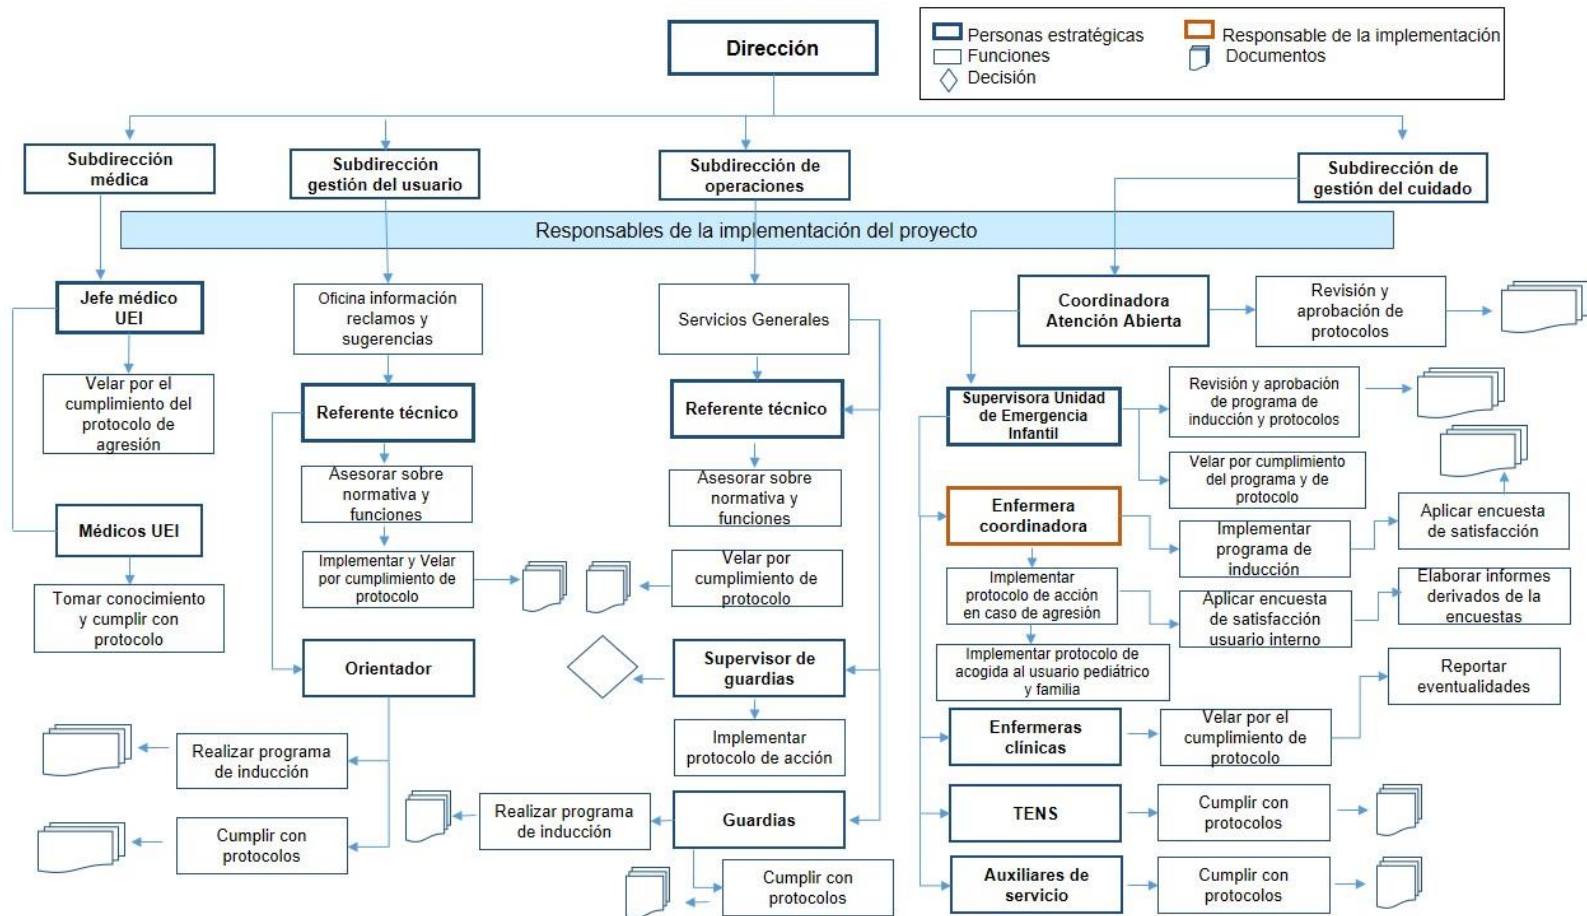 Dirección
Personas estratégicas
Responsable de la implementación
Funciones
Documentos
Decisión
Subdirección
médica
Subdirección
gestión del usuario
Subdirección de
operaciones
Subdirección de
gestión del cuidado
Responsables de la implementación del proyecto
Jefe médico
UEI
Oficina información
reclamos y
sugerencias
Servicios Generales
Coordinadora
Atención Abierta
Revisión y
aprobación de
protocolos
Velar por el
cumplimiento del
protocolo de
agresión
Referente técnico
Referente técnico
Supervisora Unidad
de Emergencia
Infantil
Revisión y aprobación
de programa de
inducción y protocolos
Velar por cumplimiento
del programa y de
protocolo
Asesorar sobre
normativa y
funciones
Asesorar sobre
normativa y
funciones
Médicos UEI
Enfermera
coordinadora
Implementar
programa de
inducción
Aplicar encuesta
de satisfacción
Implementar y Velar
por cumplimiento de
protocolo
Velar por
cumplimiento de
protocolo
Tomar conocimiento
y cumplir con
protocolo
Implementar
protocolo de acción
en caso de agresión
Aplicar encuesta
de satisfacción
usuario interno
Elaborar informes
derivados de la
encuestas
Orientador
Supervisor de
guardias
Implementar protocolo de
acogida al usuario pediátrico
y familia
Reportar
eventualidades
Realizar programa
de inducción
Implementar
protocolo de acción
Enfermeras
clínicas
Velar por el
cumplimiento de
protocolo
Cumplir con
protocolos
Realizar programa
de inducción
Guardias
TENS
Cumplir con
protocolos
Cumplir con
protocolos
Auxiliares de
servicio
Cumplir con
protocolos